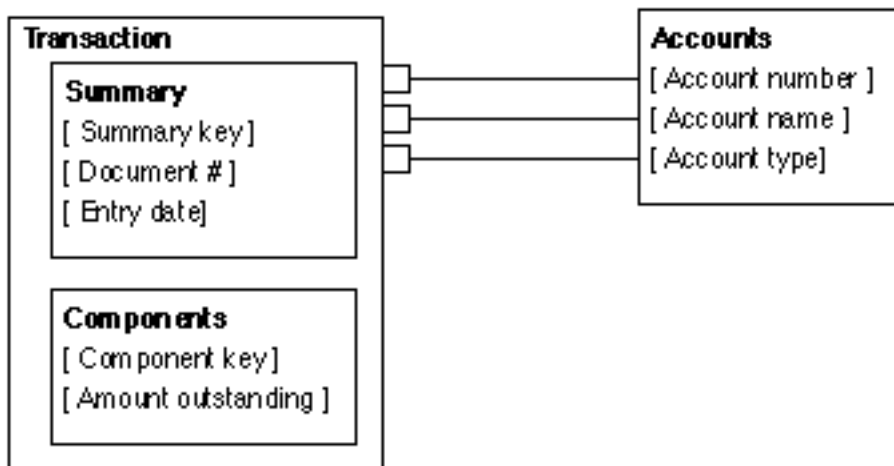 Transaction
Summary
[ Summary key]
[ Document # ]
[ Entry date]
Components
[ Component key]
[ Amount outstanding ]
Accounts
[ Account number ]
[ Account name ]
[ Account type]